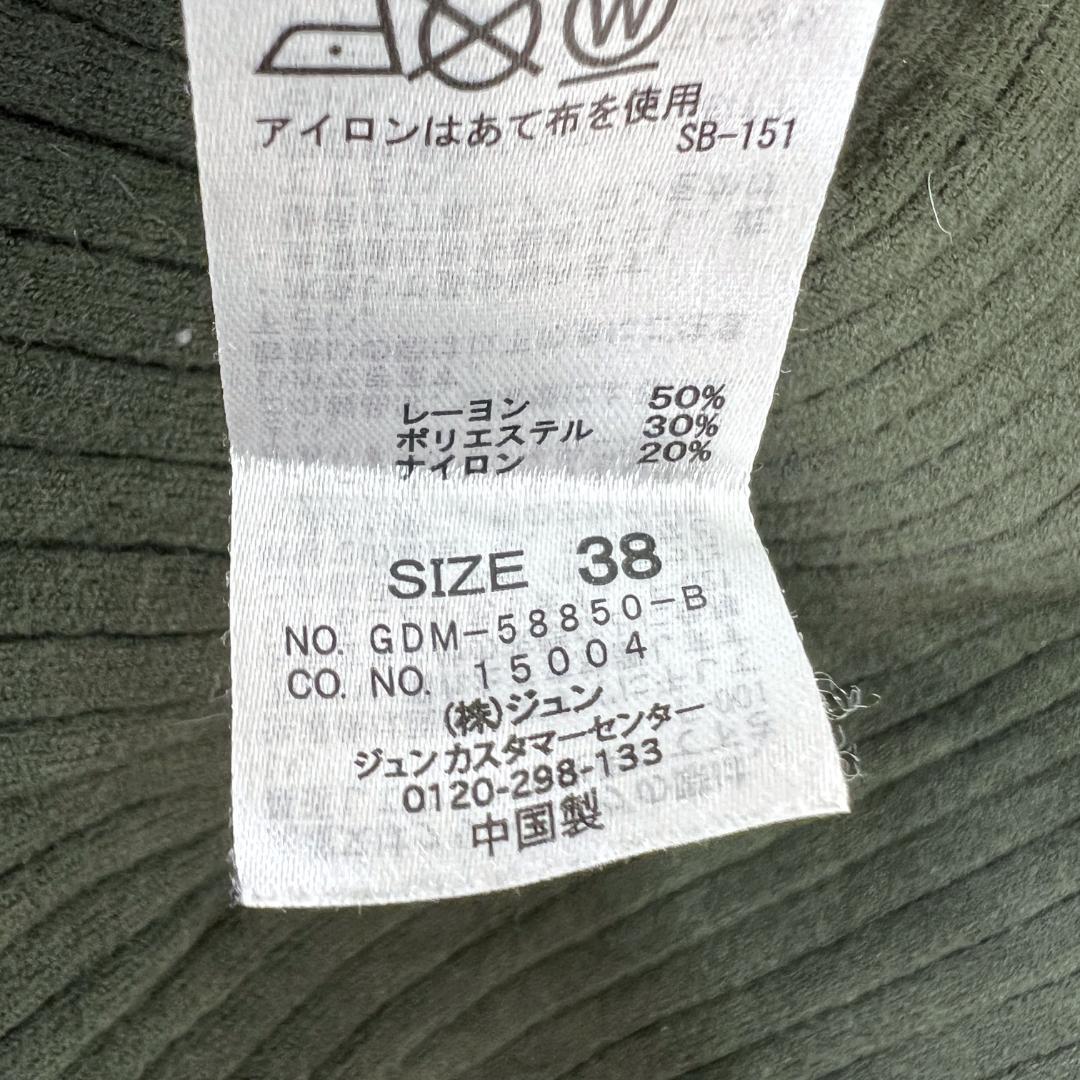 W
アイロンはあて布を使用
SB-151
レーヨン 50%
ポリエステル 30%
ナイロン 20%
SIZE 38
NO. GDM-58850-B
CO. NO. 15004
(株)ジュン
ジュンカスタマーセンター
0120-298-133
中国製